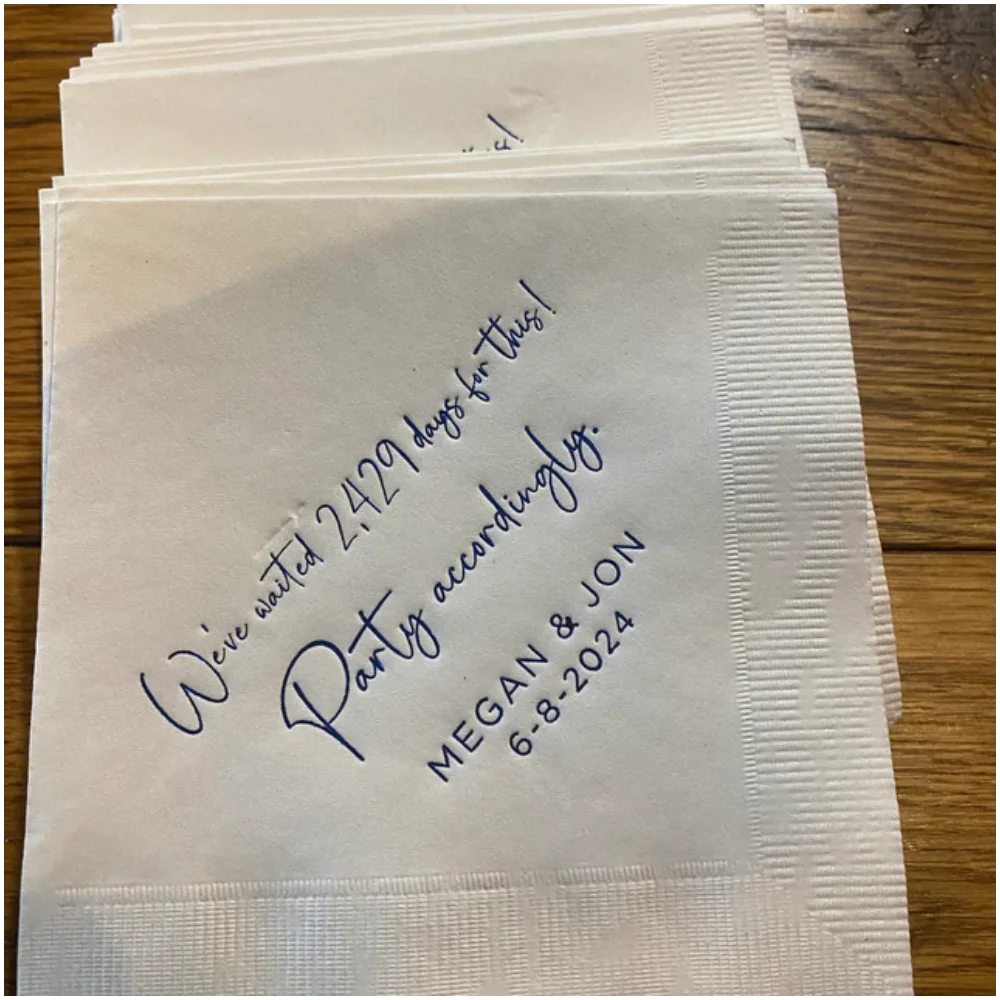 We've waited 2,429 days for this!
Party accordingly.
MEGAN & JON
6-8-2024